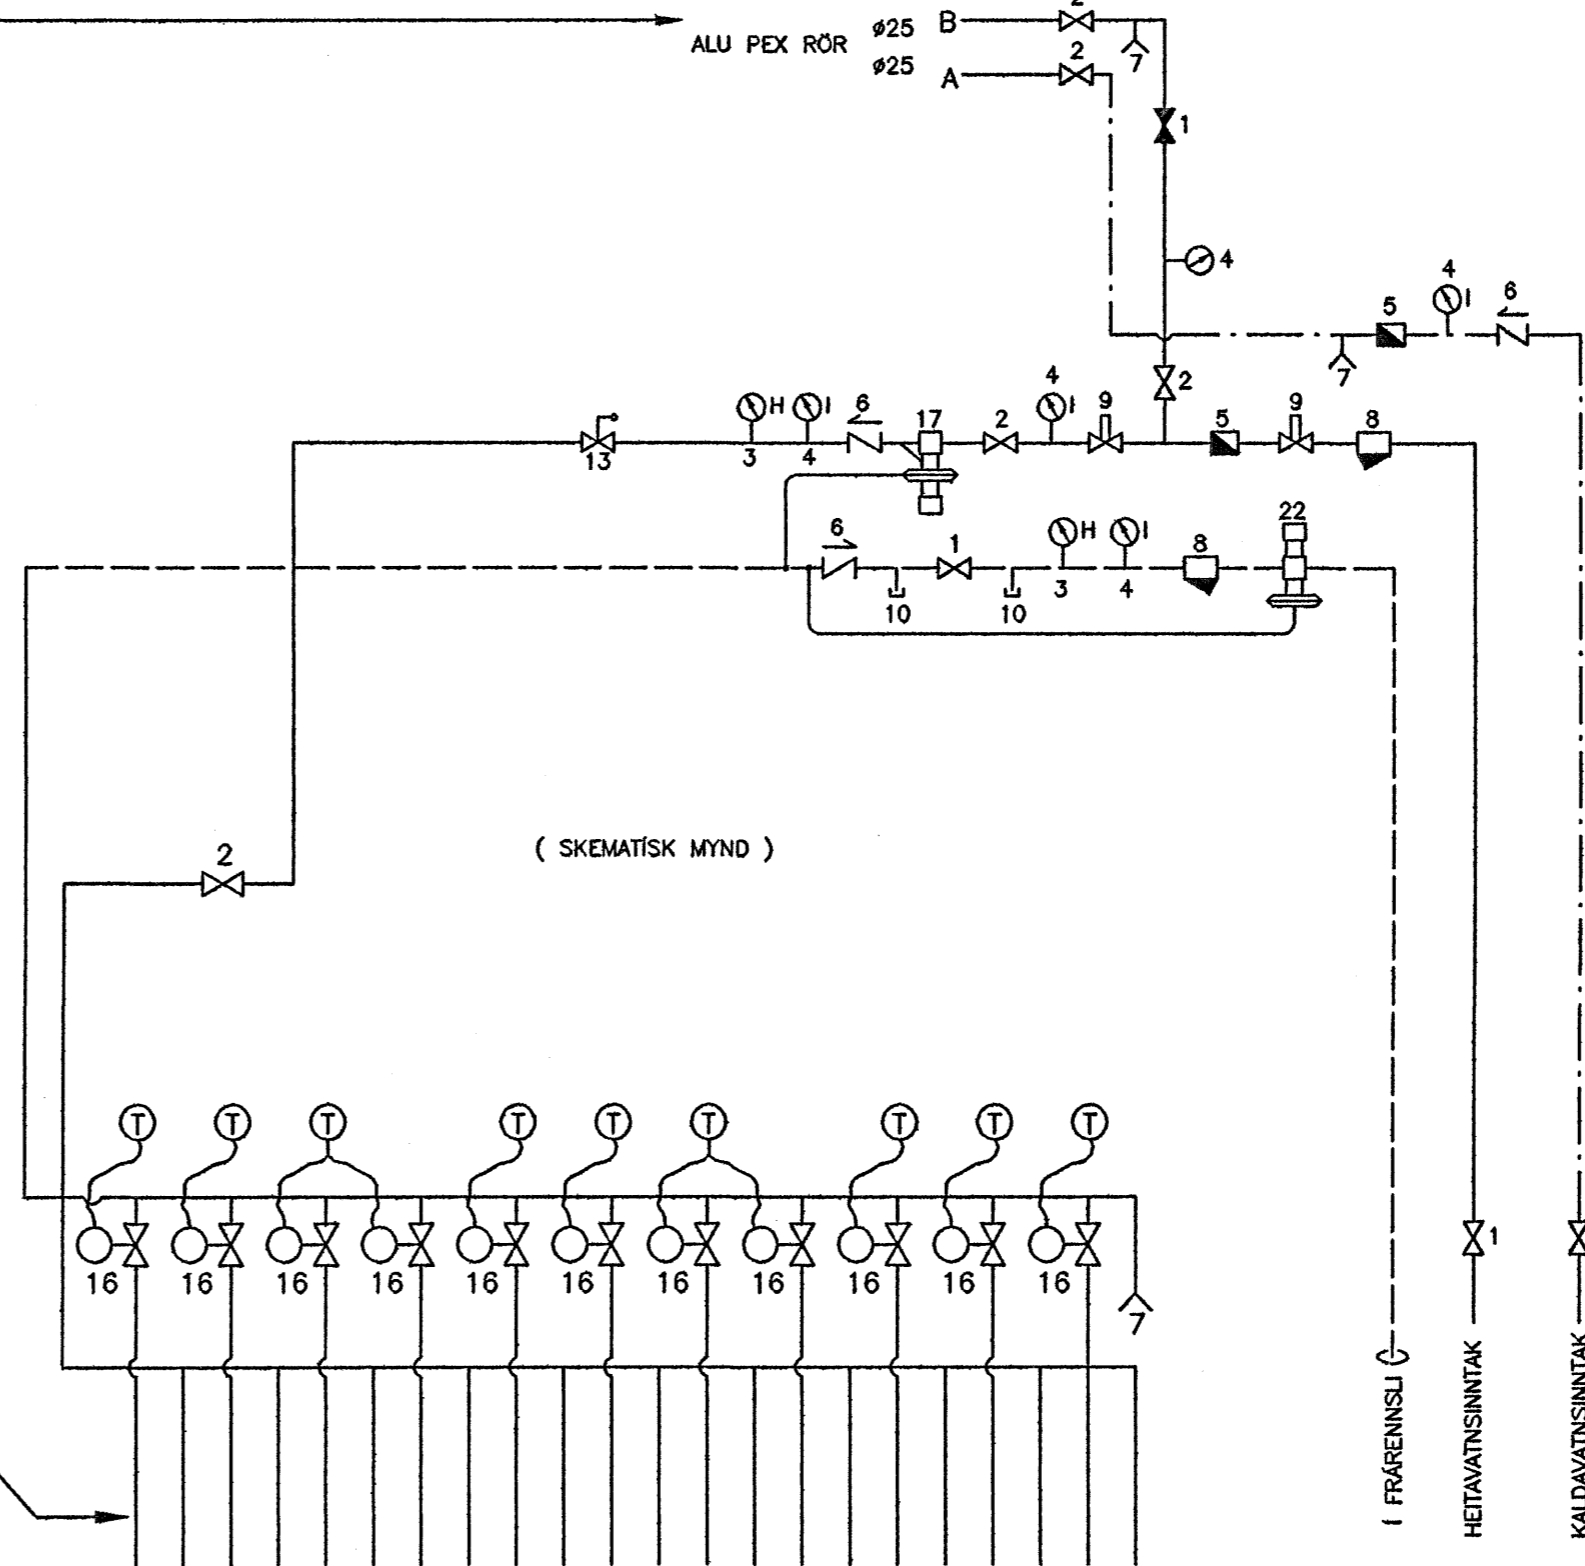 2
ALU PEX RÖR ø25 B
7
2
ø25 A
1
4
4
5
6
7
2
4
6
17
2
9
5
9
8
H
I
I
13
3
4
6
1
H
I
8
22
10
10
3
4
2
( SKEMATÍSK MYND )
T T T T T T T T T
16 16 16 16 16 16 16 16 16 16 16
1
7
Í FRÁRENNSLI
HEITAVATNSINNTAK
KALDAVATNSINNTAK